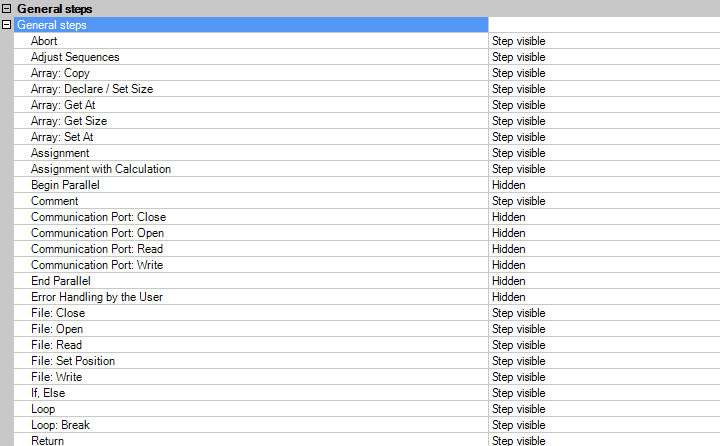 General steps
General steps
Abort Step visible
Adjust Sequences Step visible
Array: Copy Step visible
Array: Declare / Set Size Step visible
Array: Get At Step visible
Array: Get Size Step visible
Array: Set At Step visible
Assignment Step visible
Assignment with Calculation Step visible
Begin Parallel Hidden
Comment Step visible
Communication Port: Close Hidden
Communication Port: Open Hidden
Communication Port: Read Hidden
Communication Port: Write Hidden
End Parallel Hidden
Error Handling by the User Hidden
File: Close Step visible
File: Open Step visible
File: Read Step visible
File: Set Position Step visible
File: Write Step visible
If, Else Step visible
Loop Step visible
Loop: Break Step visible
Return Step visible